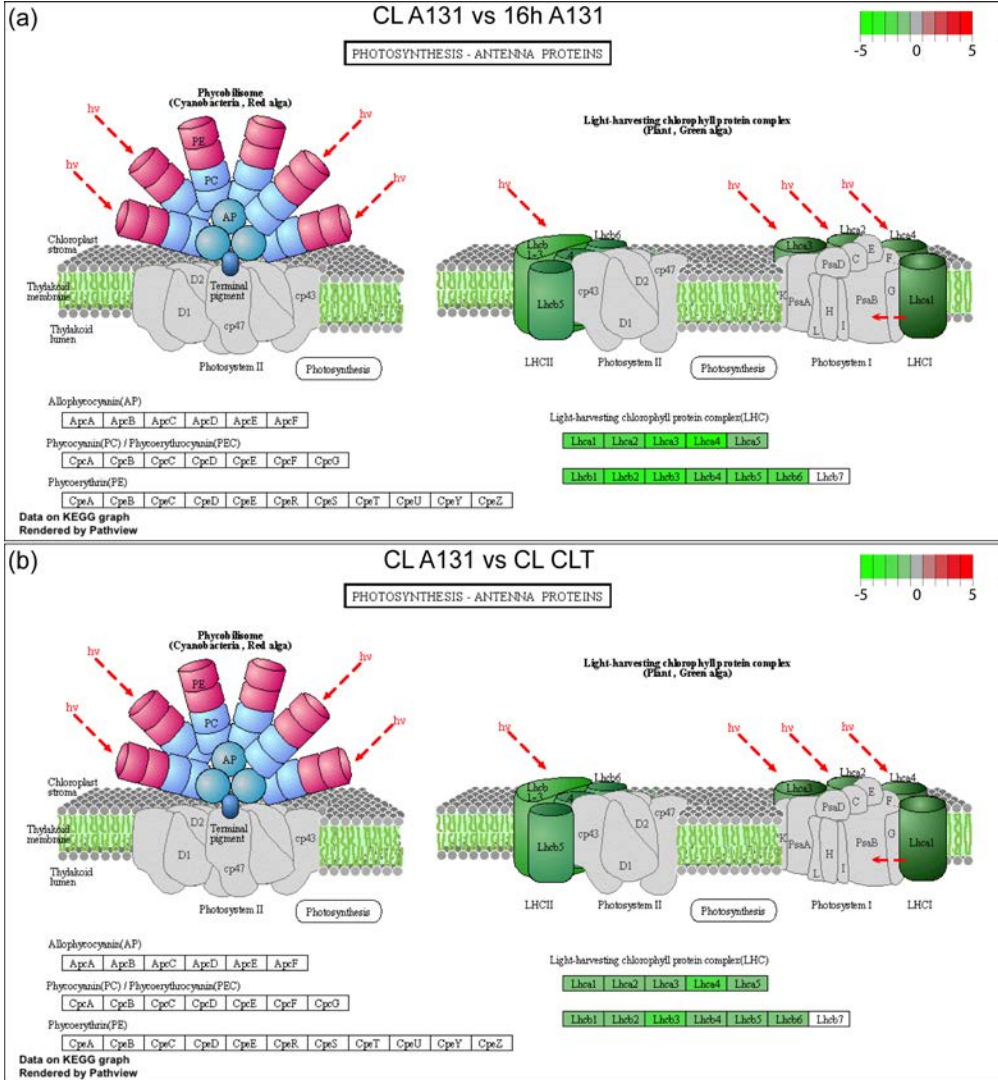 (a)
CL A131 vs 16h A131
-5 0 5
PHOTOSYNTHESIS - ANTENNA PROTEINS
Phycobilisome
(Cyanobacteria , Red alga)
Light-harvesting chlorophyll protein complex
(Plant , Green alga)
hν
hν
hν
hν
hν
hν
hν
hν
PE
PC
AP
Chloroplast
stroma
Thylakoid
membrane
Thylakoid
lumen
D2
D1
Terminal
pigment
cp47
cp43
Photosystem II
Photosynthesis
Lhcb
1-3
4
Lhcb6
Lhcb5
cp43
D2
cp47
D1
LHCII
Photosystem II
Photosynthesis
Lhca3
Lhca2
Lhca4
K
PsaA
PsaD
C
E
F
G
L
H
I
PsaB
Lhca1
Photosystem I
LHCI
Allophycocyanin(AP)
ApcA ApcB ApcC ApcD ApcE ApcF
Phycocyanin(PC) / Phycoerythrocyanin(PEC)
CpcA CpcB CpcC CpcD CpcE CpcF CpcG
Phycoerythrin(PE)
CpeA CpeB CpeC CpeD CpeE CpeR CpeS CpeT CpeU CpeY CpeZ
Light-harvesting chlorophyll protein complex(LHC)
Lhca1 Lhca2 Lhca3 Lhca4 Lhca5
Lhcb1 Lhcb2 Lhcb3 Lhcb4 Lhcb5 Lhcb6 Lhcb7
Data on KEGG graph
Rendered by Pathview
(b)
CL A131 vs CL CLT
-5 0 5
PHOTOSYNTHESIS - ANTENNA PROTEINS
Phycobilisome
(Cyanobacteria , Red alga)
Light-harvesting chlorophyll protein complex
(Plant , Green alga)
hν
hν
hν
hν
hν
hν
hν
hν
PE
PC
AP
Chloroplast
stroma
Thylakoid
membrane
Thylakoid
lumen
D2
D1
Terminal
pigment
cp47
cp43
Photosystem II
Photosynthesis
Lhcb
1-3
4
Lhcb6
Lhcb5
cp43
D2
cp47
D1
LHCII
Photosystem II
Photosynthesis
Lhca3
Lhca2
Lhca4
K
PsaA
PsaD
C
E
F
G
L
H
I
PsaB
Lhca1
Photosystem I
LHCI
Allophycocyanin(AP)
ApcA ApcB ApcC ApcD ApcE ApcF
Phycocyanin(PC) / Phycoerythrocyanin(PEC)
CpcA CpcB CpcC CpcD CpcE CpcF CpcG
Phycoerythrin(PE)
CpeA CpeB CpeC CpeD CpeE CpeR CpeS CpeT CpeU CpeY CpeZ
Light-harvesting chlorophyll protein complex(LHC)
Lhca1 Lhca2 Lhca3 Lhca4 Lhca5
Lhcb1 Lhcb2 Lhcb3 Lhcb4 Lhcb5 Lhcb6 Lhcb7
Data on KEGG graph
Rendered by Pathview